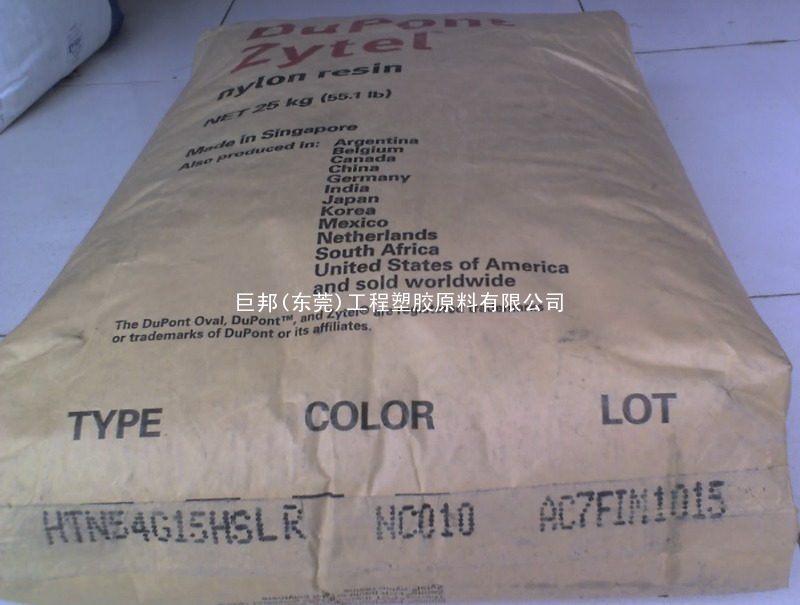 DuPont
Zytel
nylon resin
NET 25 kg (55.1 lb)
Made in Singapore
Also produced in: Argentina
Belgium
Canada
China
Germany
India
Japan
Korea
Mexico
Netherlands
South Africa
United States of America
and sold worldwide
巨邦(东莞)工程塑胶原料有限公司
The DuPont Oval, DuPont™, and Zytel® are registered trademarks
or trademarks of DuPont or its affiliates.
TYPE COLOR LOT
HTN54G15HSLR NC010 AC7FIM1015